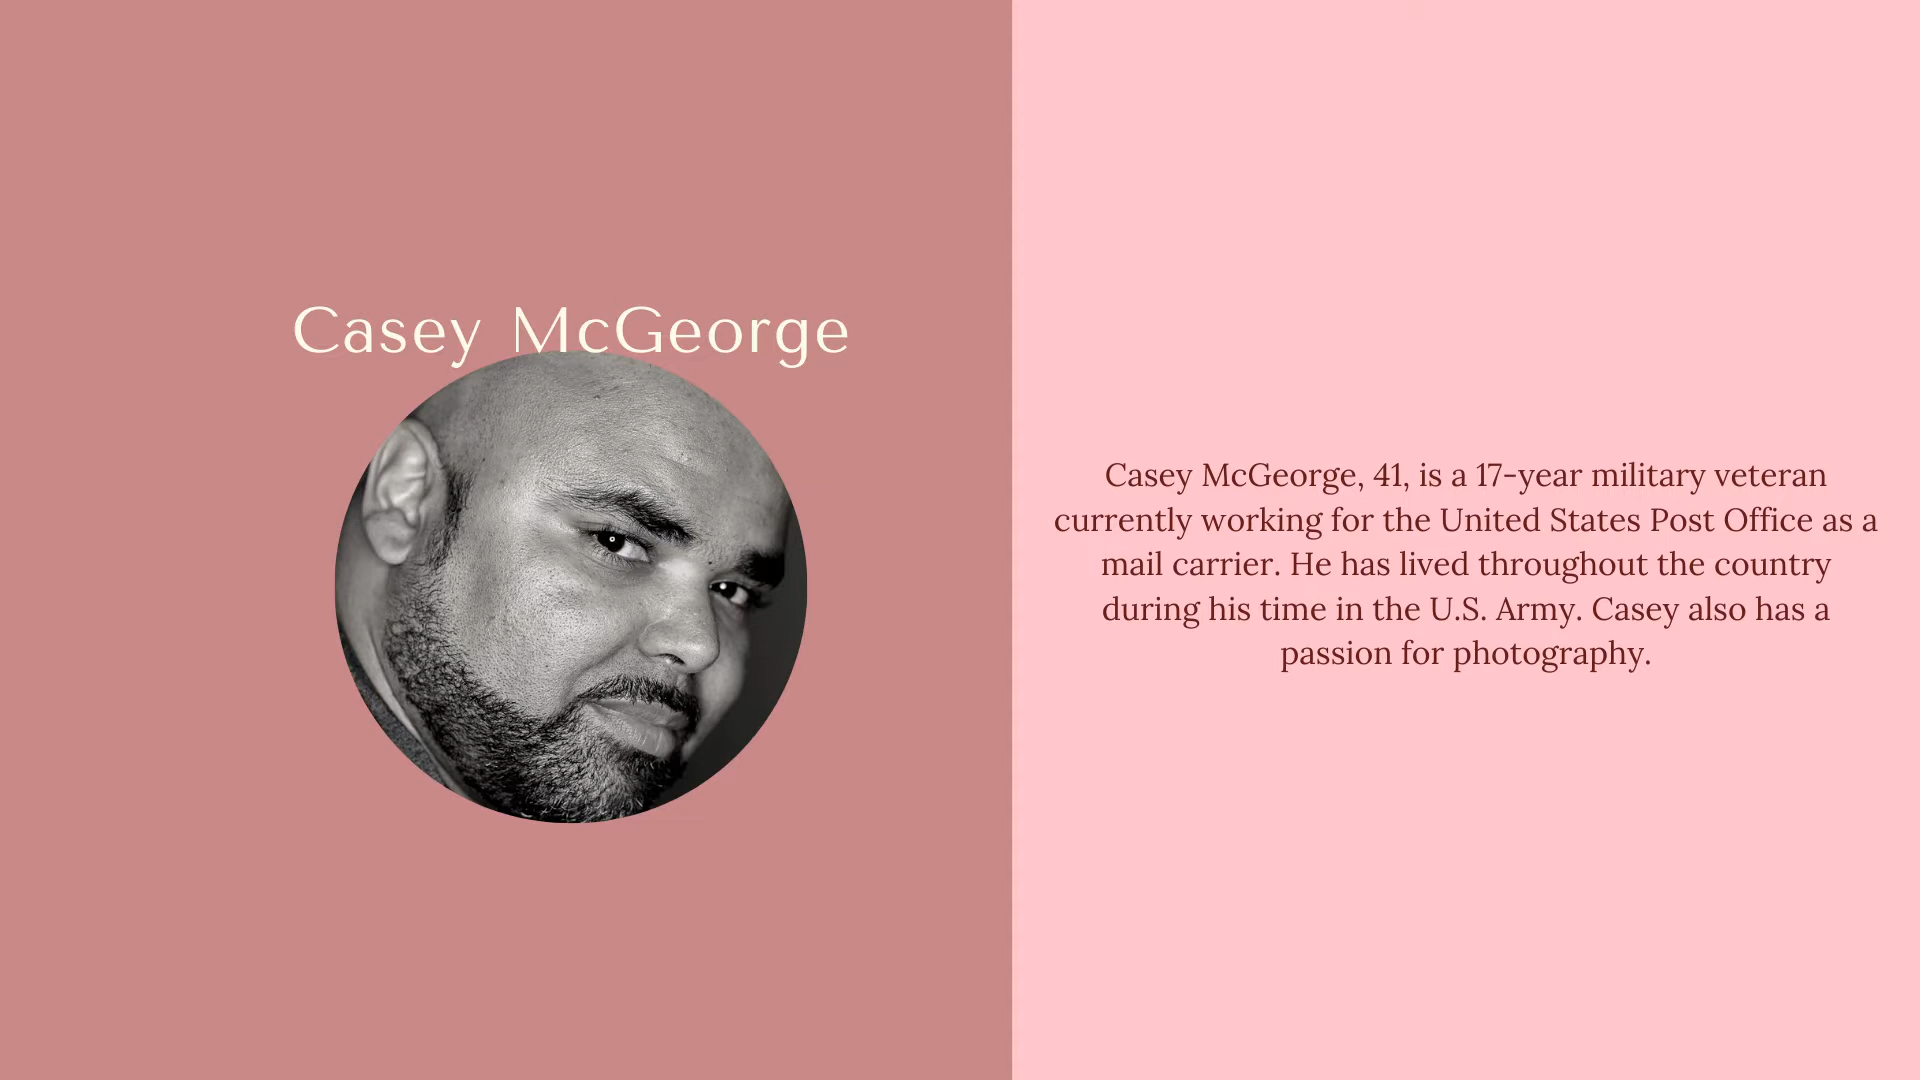 Casey McGeorge
Casey McGeorge, 41, is a 17-year military veteran
currently working for the United States Post Office as a
mail carrier. He has lived throughout the country
during his time in the U.S. Army. Casey also has a
passion for photography.